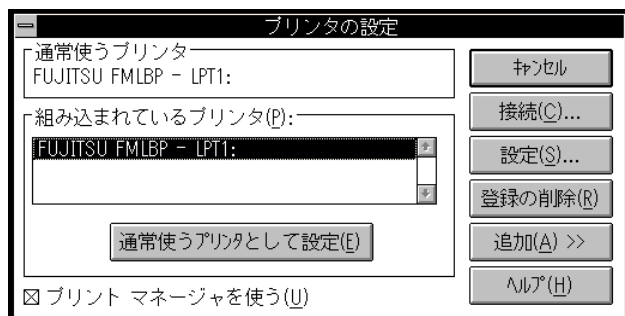 プリンタの設定
通常使うプリンタ
FUJITSU FMLBP - LPT1:
組み込まれているプリンタ(P):
FUJITSU FMLBP - LPT1:
通常使うﾌﾟﾘﾝﾀとして設定(E)
プリント マネージャを使う(U)
ｷｬﾝｾﾙ
接続(C)...
設定(S)...
登録の削除(R)
追加(A) >>
ﾍﾙﾌﾟ(H)